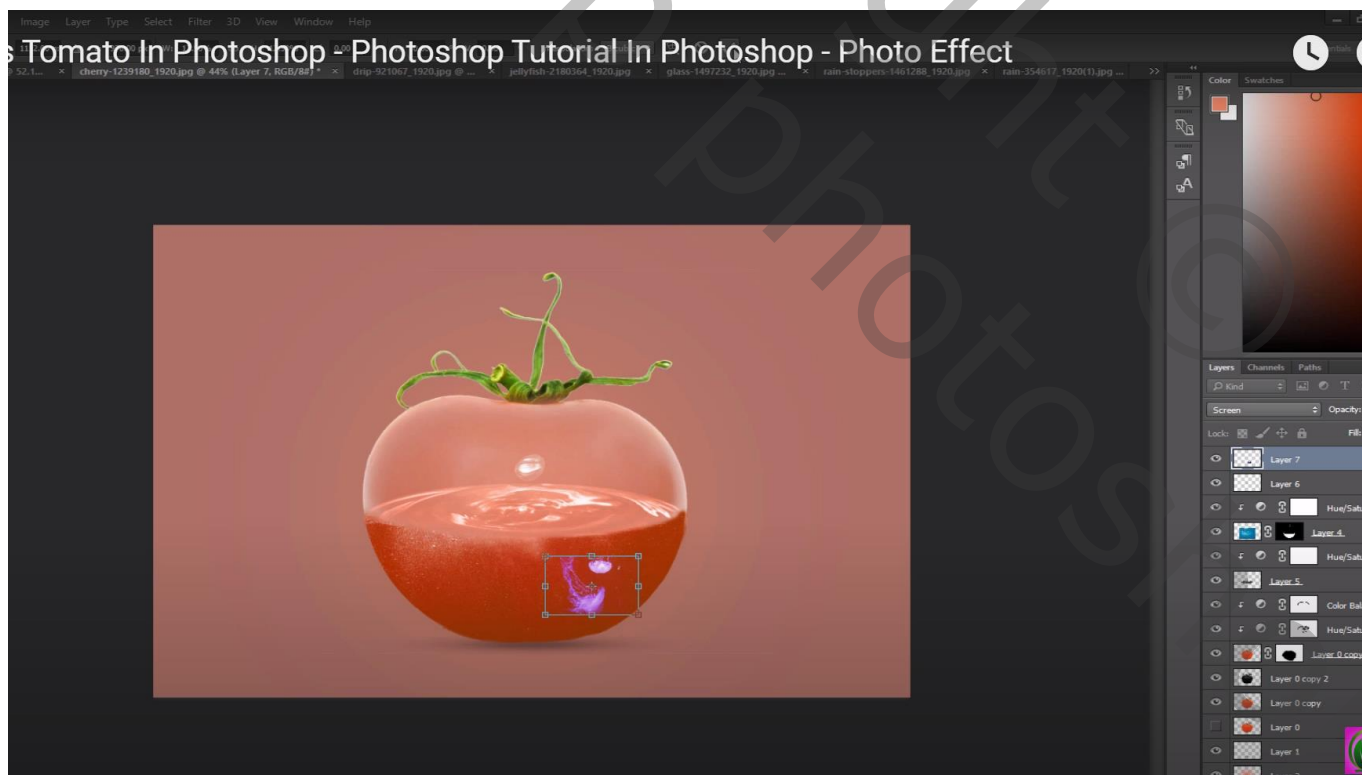 Image Layer Type Select Filter 3D View Window Help
s Tomato In Photoshop - Photoshop Tutorial In Photoshop - Photo Effect
@ 52.1... × cherry-1239180_1920.jpg @ 44% (Layer 7, RGB/8#) * × drip-921067_1920.jpg @ ... × jellyfish-2180364_1920.jpg × glass-1497232_1920.jpg ... × rain-stoppers-1461288_1920.jpg × rain-354617_1920(1).jpg ... >>
Color Swatches
ght ©
photos
Layers Channels Paths
Kind
Screen Opacity:
Lock: Fill:
Layer 7
Layer 6
Hue/Satu
Layer 4
Hue/Satu
Layer 5
Color Bal
Hue/Satu
Layer 0 copy
Layer 0 copy 2
Layer 0 copy
Layer 0
Layer 1